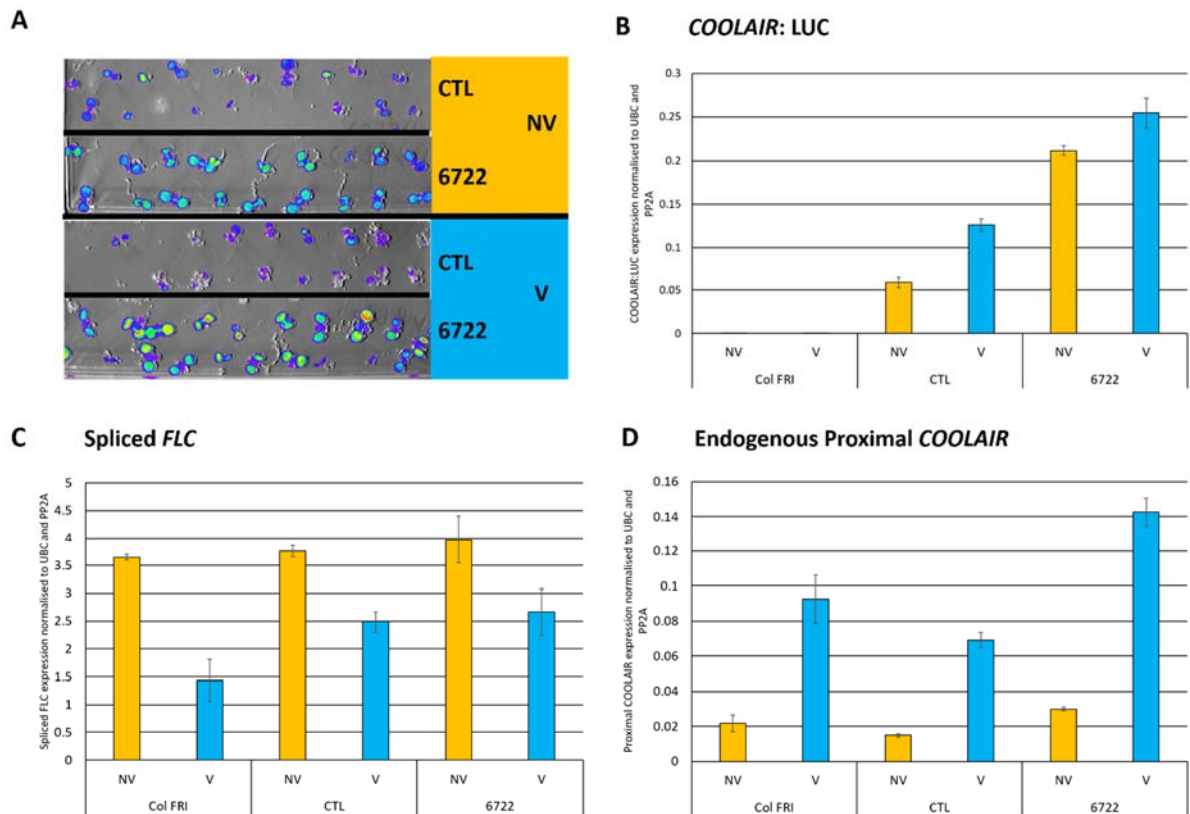 A
CTL
NV
6722
CTL
V
6722
B
COOLAIR: LUC
COOLAIR:LUC expression normalised to UBC and
PP2A
0.3
0.25
0.2
0.15
0.1
0.05
0
NV V NV V NV V
Col FRI CTL 6722
C
Spliced FLC
Spliced FLC expression normalised to UBC and PP2A
5
4.5
4
3.5
3
2.5
2
1.5
1
0.5
0
NV V NV V NV V
Col FRI CTL 6722
D
Endogenous Proximal COOLAIR
Proximal COOLAIR expression normalised to UBC and
PP2A
0.16
0.14
0.12
0.1
0.08
0.06
0.04
0.02
0
NV V NV V NV V
Col FRI CTL 6722